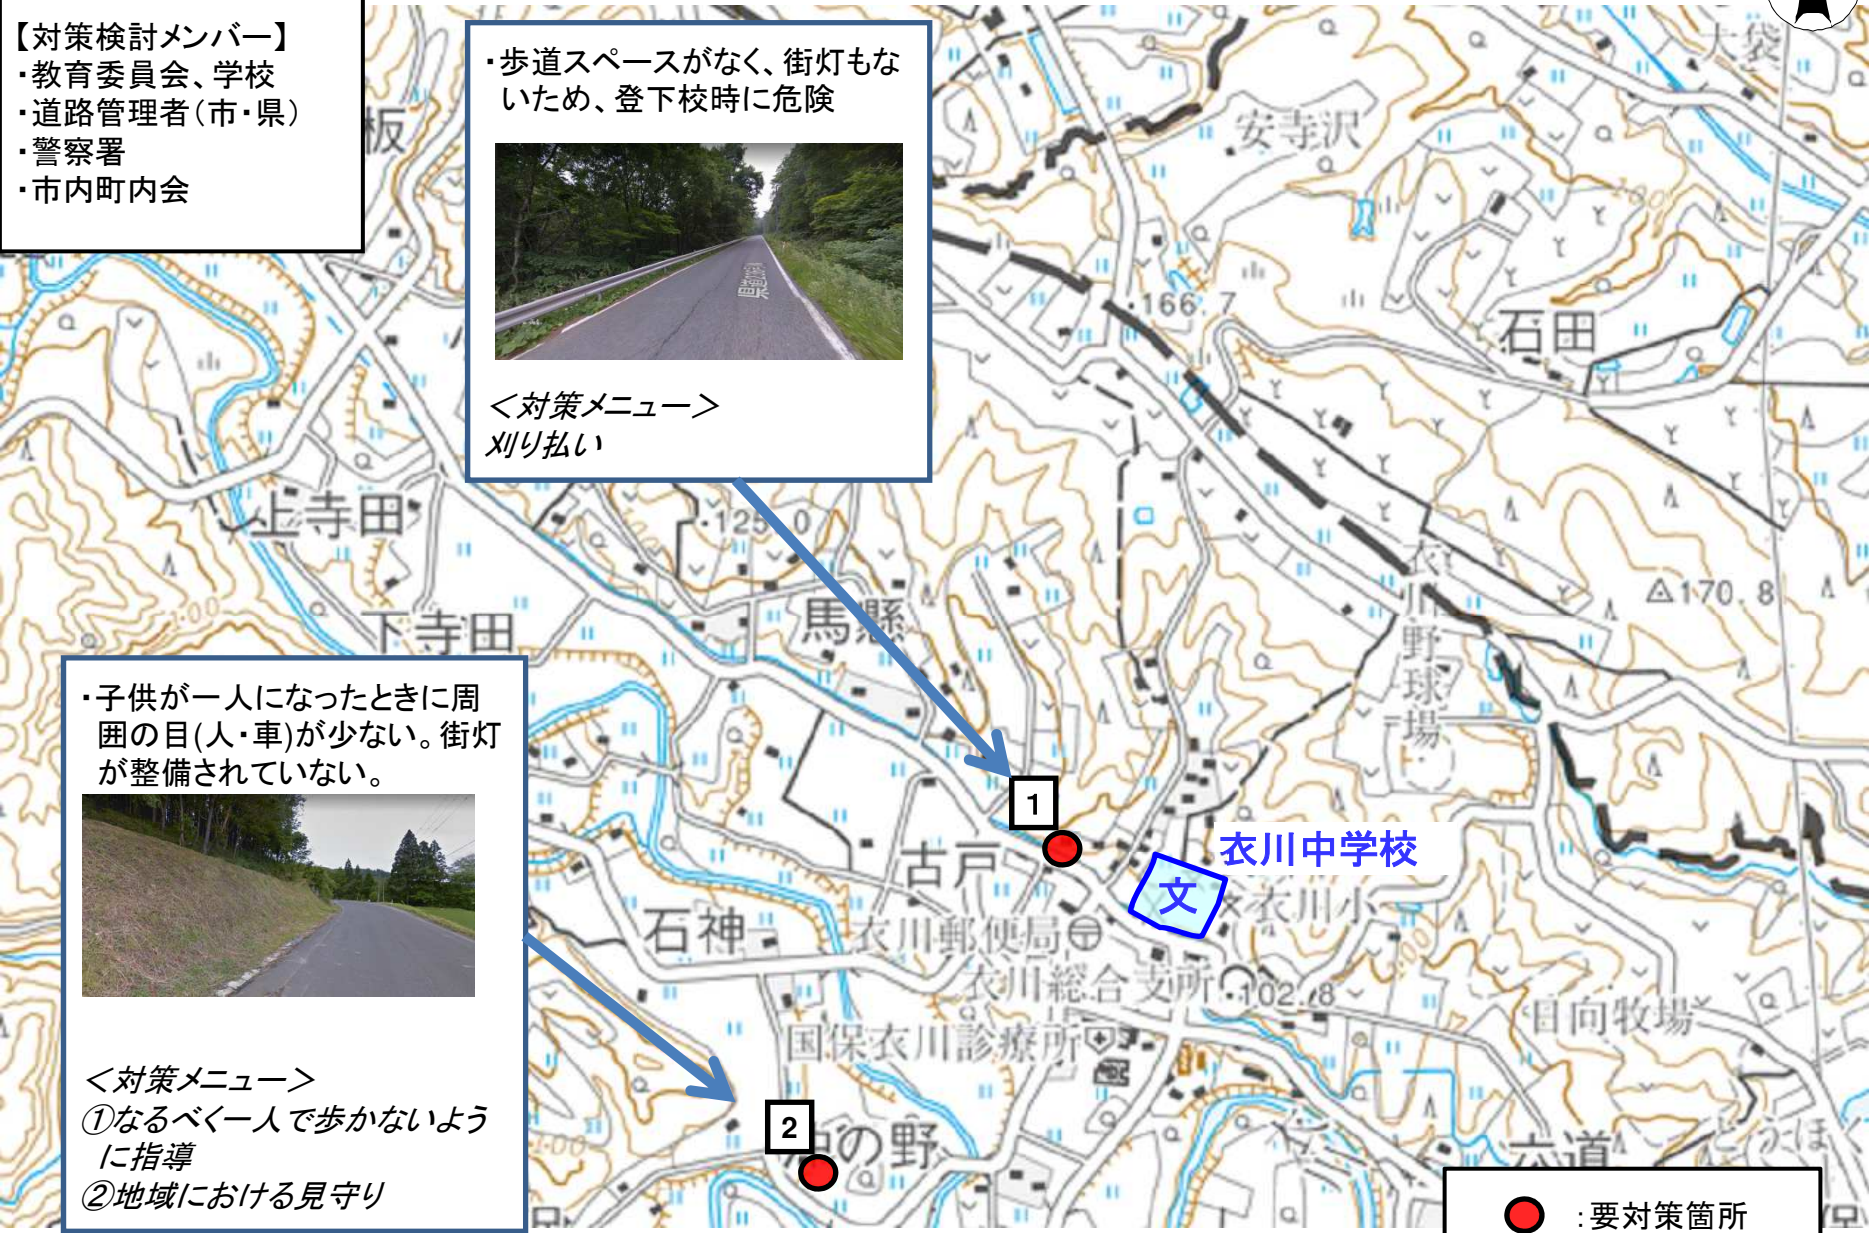 【対策検討メンバー】
・教育委員会、学校
・道路管理者(市・県)
・警察署
・市内町内会
・歩道スペースがなく、街灯もな
いため、登下校時に危険
＜対策メニュー＞
刈り払い
・子供が一人になったときに周
囲の目(人・車)が少ない。街灯
が整備されていない。
＜対策メニュー＞
①なるべく一人で歩かないよう
に指導
②地域における見守り
板
大袋
安寺沢
100
・166.7
石田
上寺田
・125.0
下寺田
100
馬懸
衣川野球場
△170.8
1
衣川中学校
文
古戸
石神
衣川郵便局
衣川小
衣川総合支所
・102.8
100
日向牧場
国保衣川診療所
2
の野
100
六道
:要対策箇所